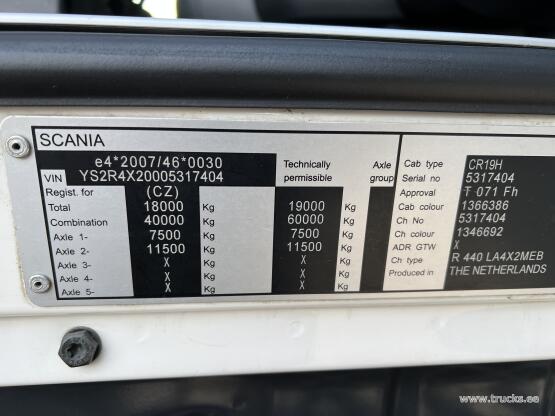 SCANIA
e4*2007/46*0030
VIN YS2R4X20005317404
Regist. for (CZ) Technically permissible Axle group
Total 18000 Kg 19000 Kg
Combination 40000 Kg 60000 Kg
Axle 1- 7500 Kg 7500 Kg
Axle 2- 11500 Kg 11500 Kg
Axle 3- X Kg X Kg
Axle 4- X Kg X Kg
Axle 5- X Kg X Kg
Cab type CR19H
Serial no 5317404
Approval T 071 Fh
Cab colour 1366386
Ch No 5317404
Ch colour 1346692
ADR GTW X
Ch type R 440 LA4X2MEB
Produced in THE NETHERLANDS
- www.trucks.ee